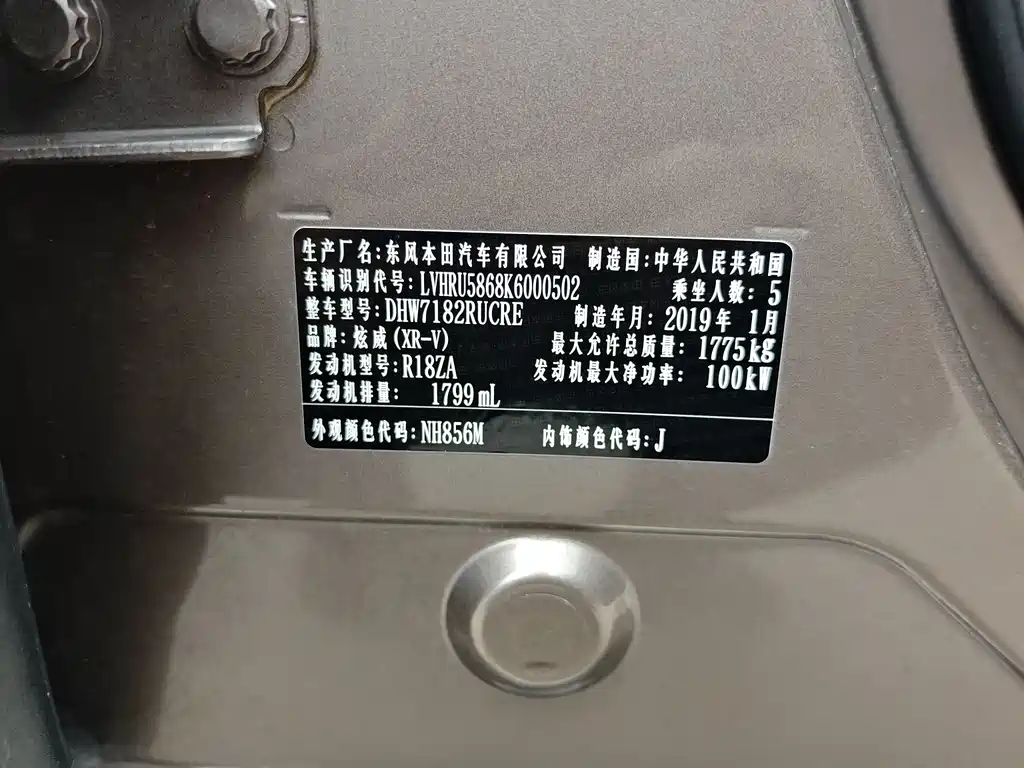 生产厂名:东风本田汽车有限公司 制造国:中华人民共和国
车辆识别代号:LVHRU5868K6000502 乘坐人数:5
整车型号:DHW7182RUCRE 制造年月:2019年 1月
品牌:炫威(XR-V) 最大允许总质量:1775kg
发动机型号:R18ZA 发动机最大净功率:100kW
发动机排量:1799mL
外观颜色代码:NH856M 内饰颜色代码:J